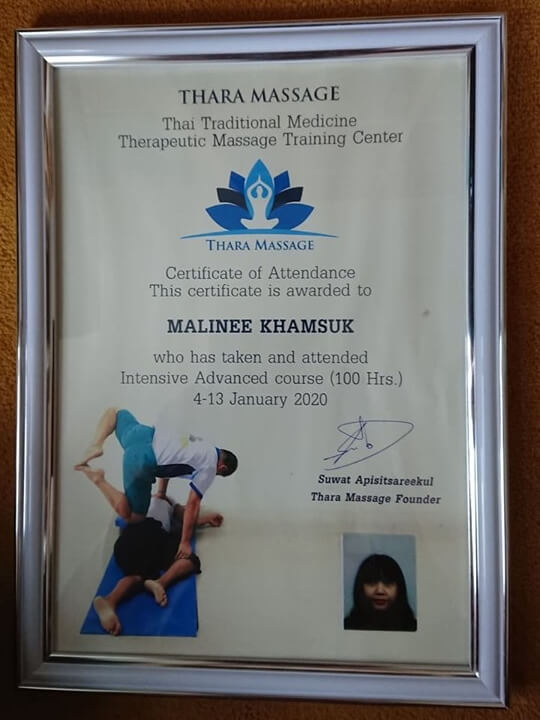 THARA MASSAGE
Thai Traditional Medicine
Therapeutic Massage Training Center
THARA MASSAGE
Certificate of Attendance
This certificate is awarded to
MALINEE KHAMSUK
who has taken and attended
Intensive Advanced course (100 Hrs.)
4-13 January 2020
Suwat Apisitsareekul
Thara Massage Founder